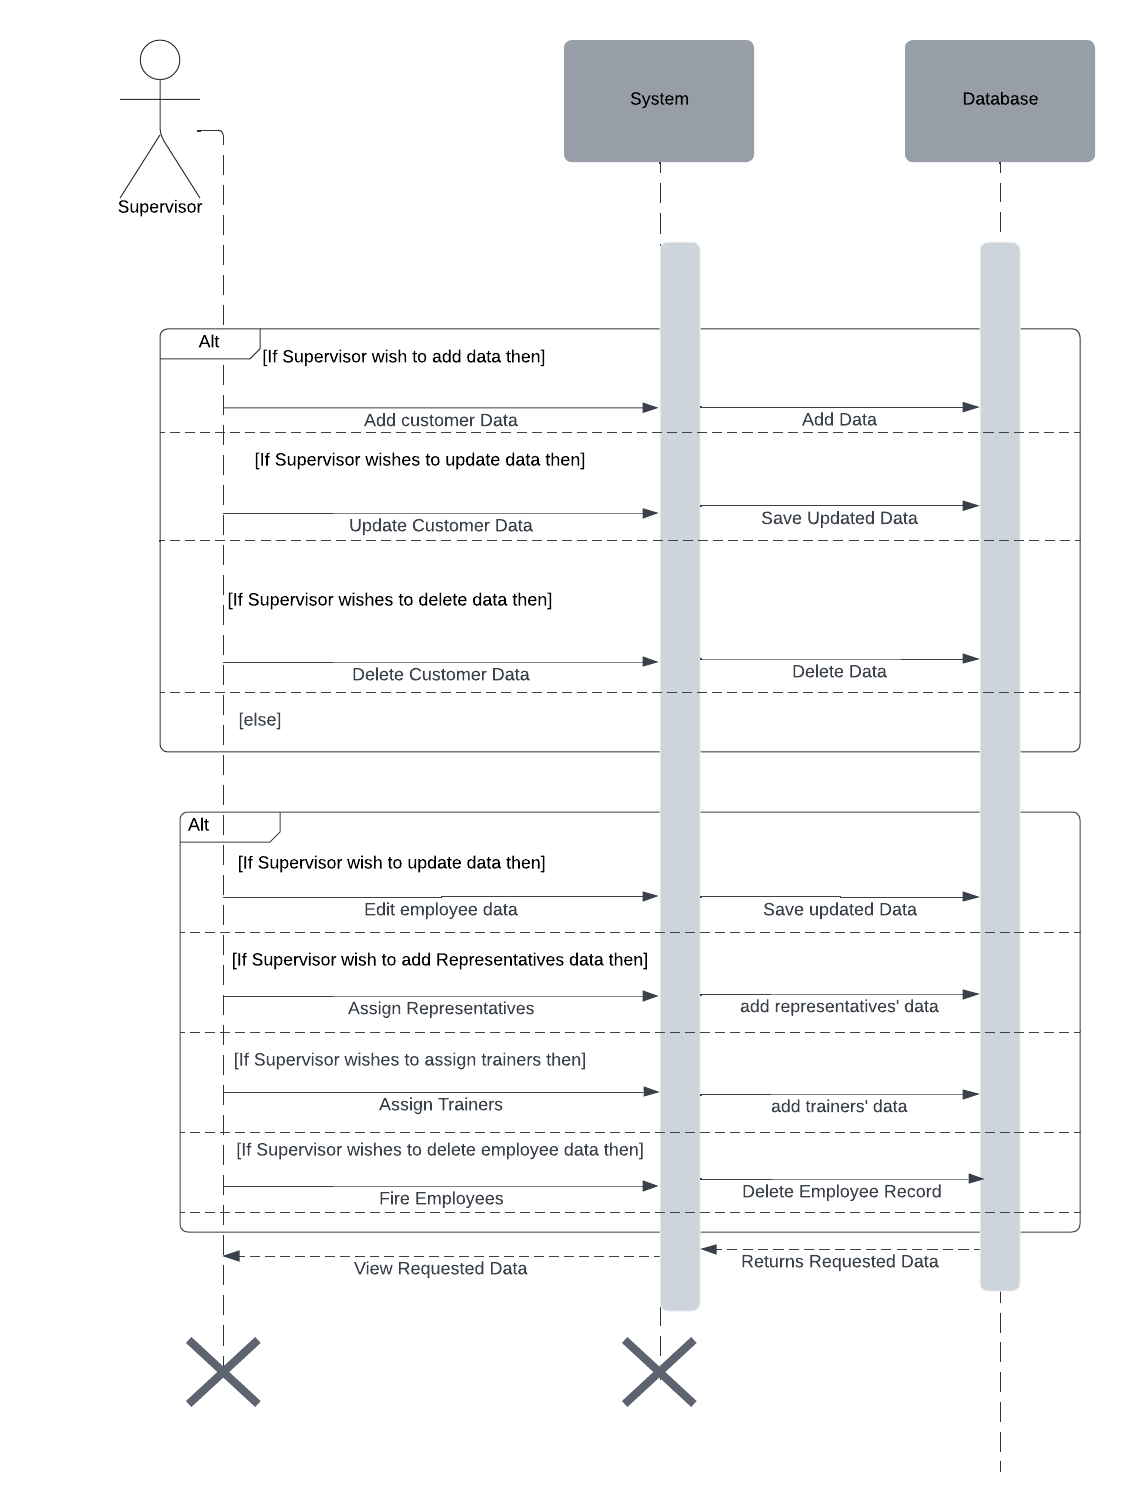 System
Database
Supervisor
Alt
[If Supervisor wish to add data then]
Add customer Data
Add Data
[If Supervisor wishes to update data then]
Update Customer Data
Save Updated Data
[If Supervisor wishes to delete data then]
Delete Customer Data
Delete Data
[else]
Alt
[If Supervisor wish to update data then]
Edit employee data
Save updated Data
[If Supervisor wish to add Representatives data then]
Assign Representatives
add representatives' data
[If Supervisor wishes to assign trainers then]
Assign Trainers
add trainers' data
[If Supervisor wishes to delete employee data then]
Fire Employees
Delete Employee Record
View Requested Data
Returns Requested Data